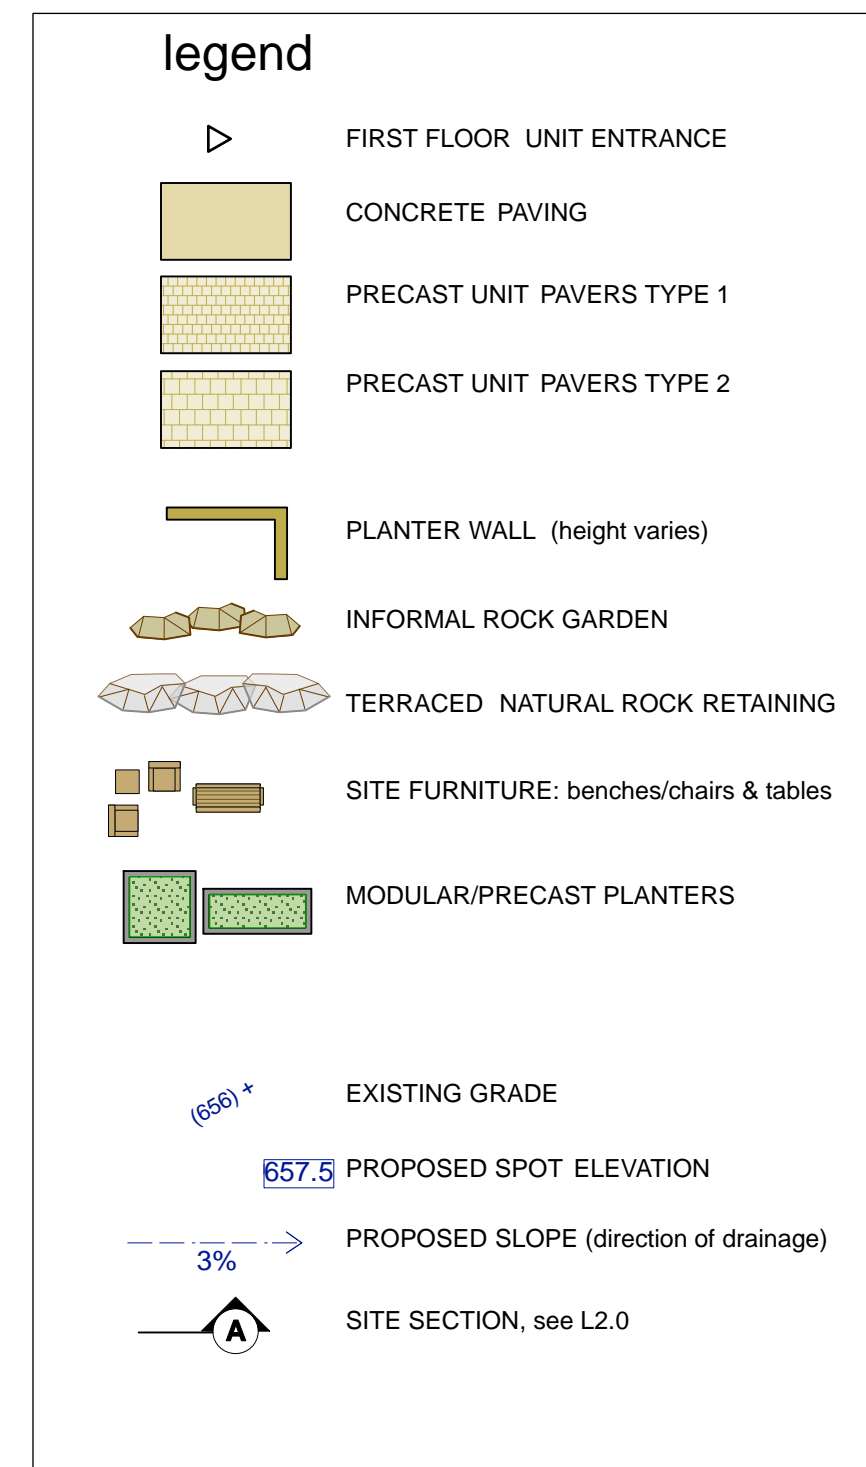 legend
FIRST FLOOR UNIT ENTRANCE
CONCRETE PAVING
PRECAST UNIT PAVERS TYPE 1
PRECAST UNIT PAVERS TYPE 2
PLANTER WALL (height varies)
INFORMAL ROCK GARDEN
TERRACED NATURAL ROCK RETAINING
SITE FURNITURE: benches/chairs & tables
MODULAR/PRECAST PLANTERS
(656) + EXISTING GRADE
657.5 PROPOSED SPOT ELEVATION
3% PROPOSED SLOPE (direction of drainage)
A SITE SECTION, see L2.0